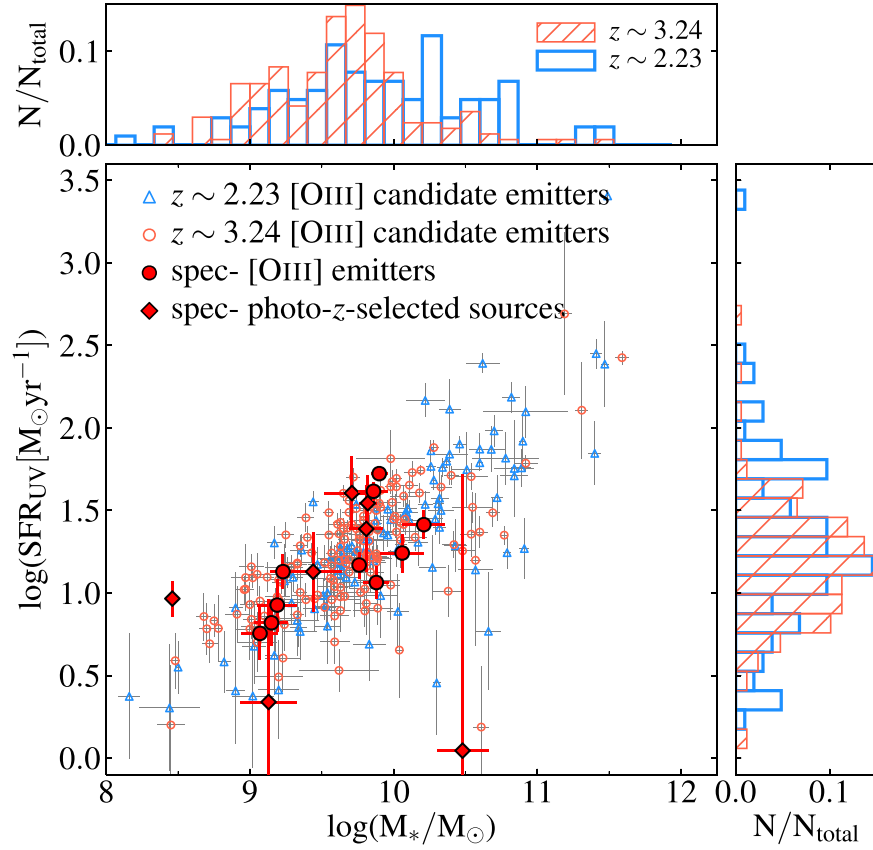 N/N_total
0.1
0.0
z ∼ 3.24
z ∼ 2.23
log(SFR_UV[M_⊙yr^−1])
3.5
3.0
2.5
2.0
1.5
1.0
0.5
0.0
z ∼ 2.23 [OIII] candidate emitters
z ∼ 3.24 [OIII] candidate emitters
spec- [OIII] emitters
spec- photo-z-selected sources
8 9 10 11 12
log(M_*/M_⊙)
0.0 0.1
N/N_total